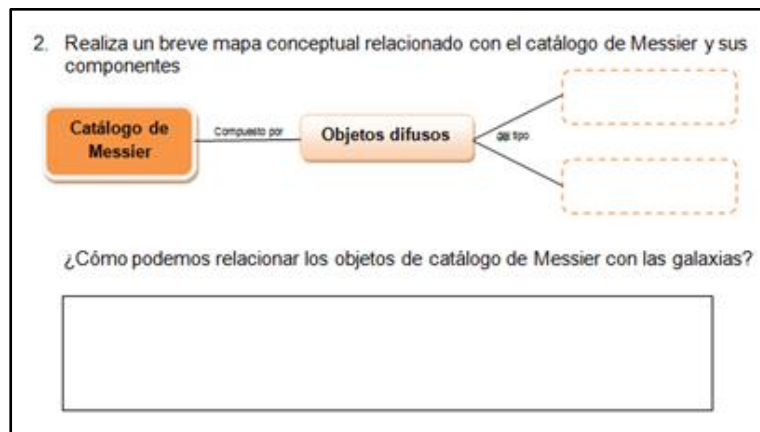 2. Realiza un breve mapa conceptual relacionado con el catálogo de Messier y sus
componentes
Catálogo de
Messier
Compuesto por
Objetos difusos
tipo
¿Cómo podemos relacionar los objetos de catálogo de Messier con las galaxias?